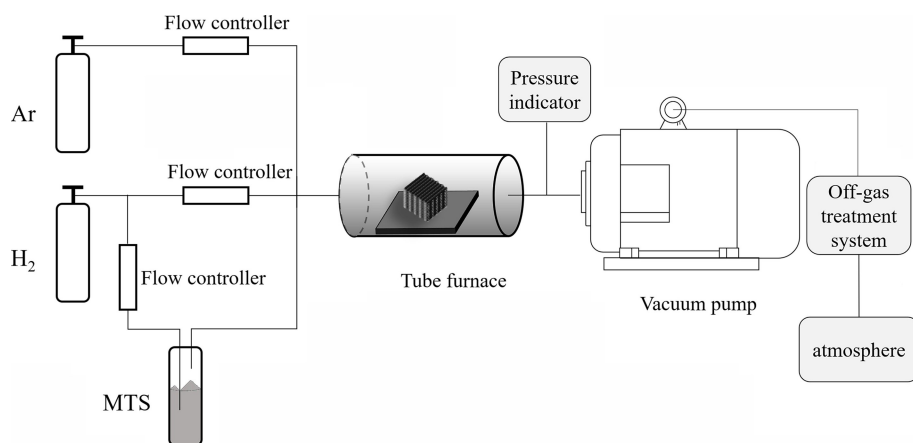 Flow controller
Ar
Flow controller
H₂
Flow controller
MTS
Tube furnace
Pressure
indicator
Vacuum pump
Off-gas
treatment
system
atmosphere